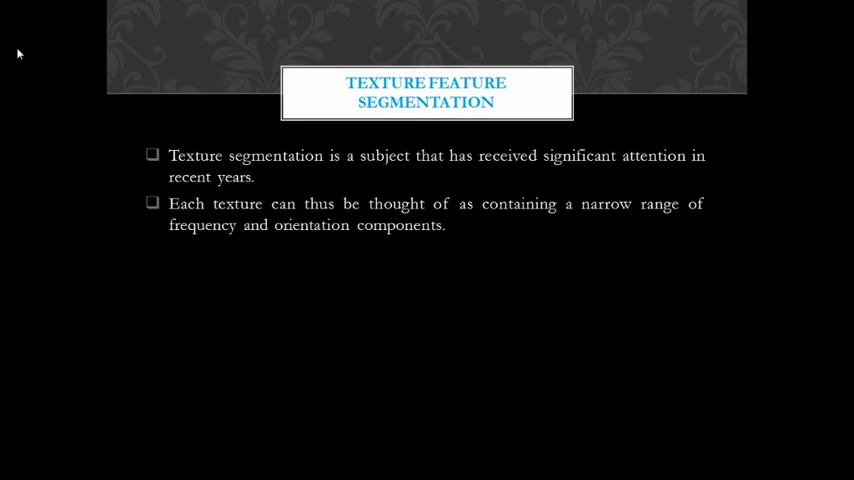 TEXTURE FEATURE
SEGMENTATION
Texture segmentation is a subject that has received significant attention in
recent years.
Each texture can thus be thought of as containing a narrow range of
frequency and orientation components.